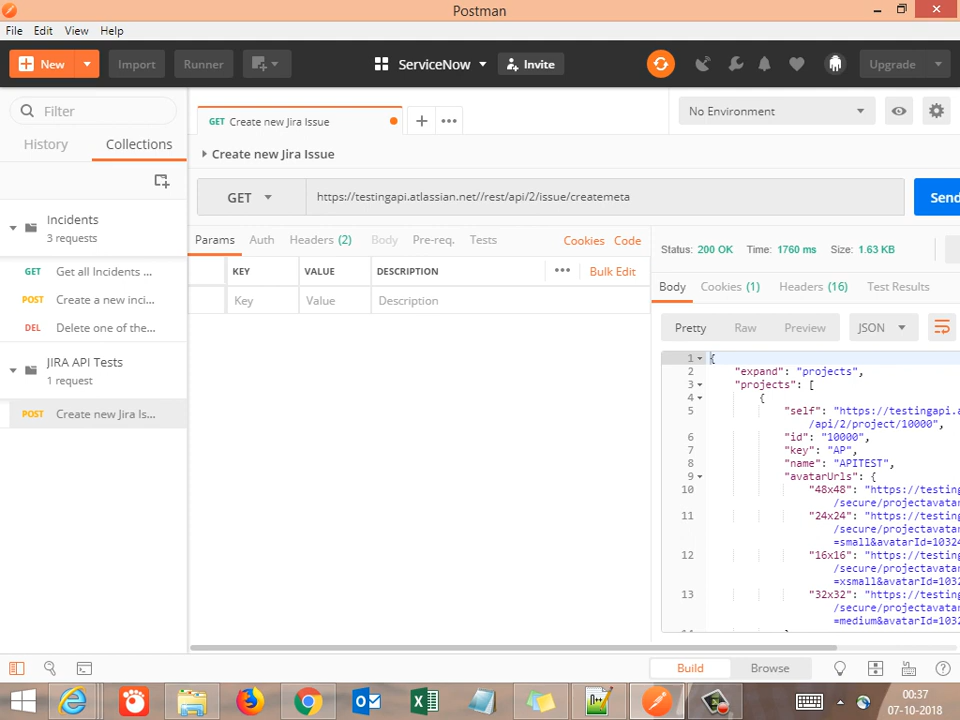 Postman
File Edit View Help
New Import Runner ServiceNow Invite Upgrade
Filter
History Collections
Incidents
3 requests
GET Get all Incidents ...
POST Create a new inci...
DEL Delete one of the...
JIRA API Tests
1 request
POST Create new Jira Is...
GET Create new Jira Issue
No Environment
Create new Jira Issue
GET https://testingapi.atlassian.net//rest/api/2/issue/createmeta Send
Params Auth Headers (2) Body Pre-req. Tests Cookies Code
KEY VALUE DESCRIPTION Bulk Edit
Key Value Description
Status: 200 OK Time: 1760 ms Size: 1.63 KB
Body Cookies (1) Headers (16) Test Results
Pretty Raw Preview JSON
1 {
2 "expand": "projects",
3 "projects": [
4 {
5 "self": "https://testingapi.a
/api/2/project/10000",
6 "id": "10000",
7 "key": "AP",
8 "name": "APITEST",
9 "avatarUrls": {
10 "48x48": "https://testing
/secure/projectavatar
11 "24x24": "https://testing
/secure/projectavatar
=small&avatarId=10324
12 "16x16": "https://testing
/secure/projectavatar
=xsmall&avatarId=1032
13 "32x32": "https://testing
/secure/projectavatar
=medium&avatarId=1032
Build Browse
00:37
07-10-2018